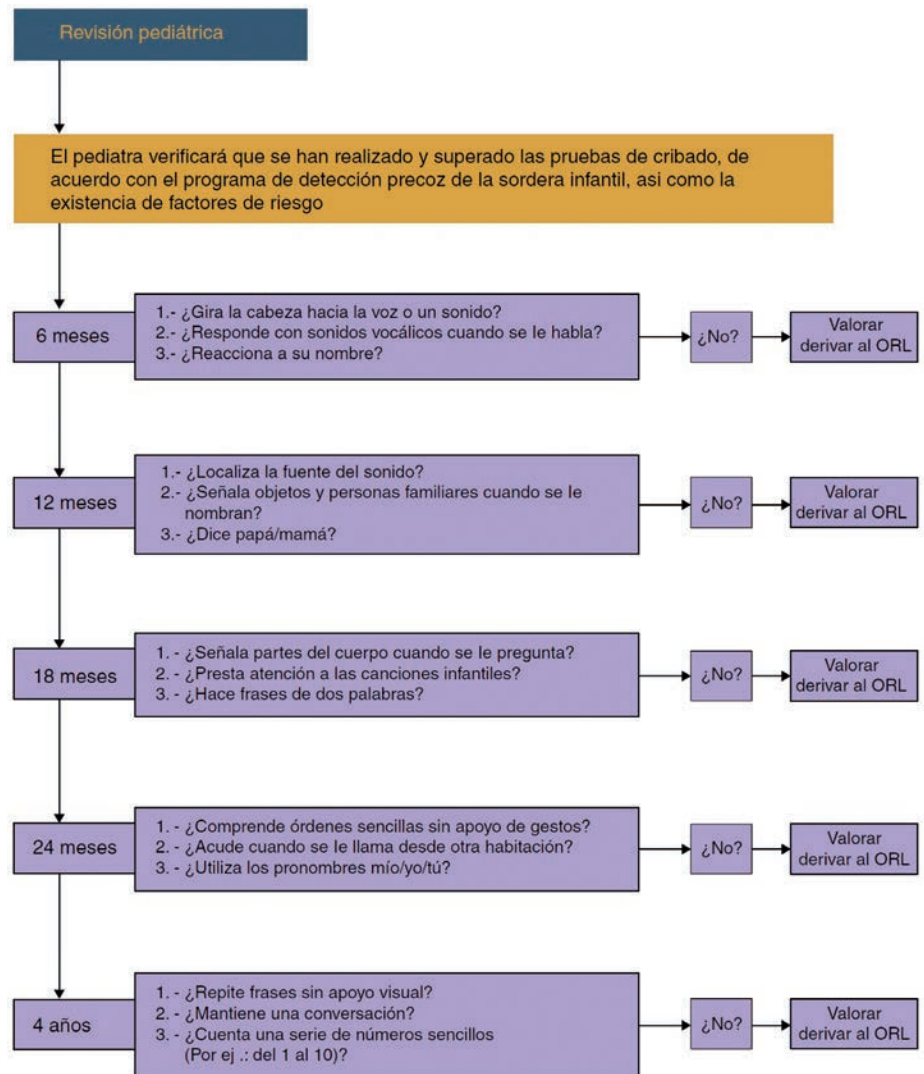 Revisión pediátrica
El pediatra verificará que se han realizado y superado las pruebas de cribado, de
acuerdo con el programa de detección precoz de la sordera infantil, asi como la
existencia de factores de riesgo
6 meses
1.- ¿Gira la cabeza hacia la voz o un sonido?
2.- ¿Responde con sonidos vocálicos cuando se le habla?
3.- ¿Reacciona a su nombre?
¿No?
Valorar
derivar al ORL
12 meses
1.- ¿Localiza la fuente del sonido?
2.- ¿Señala objetos y personas familiares cuando se le
nombran?
3.- ¿Dice papá/mamá?
¿No?
Valorar
derivar al ORL
18 meses
1. - ¿Señala partes del cuerpo cuando se le pregunta?
2. - ¿Presta atención a las canciones infantiles?
3. - ¿Hace frases de dos palabras?
¿No?
Valorar
derivar al ORL
24 meses
1. - ¿Comprende órdenes sencillas sin apoyo de gestos?
2. - ¿Acude cuando se le llama desde otra habitación?
3. - ¿Utiliza los pronombres mío/yo/tú?
¿No?
Valorar
derivar al ORL
4 años
1. - ¿Repite frases sin apoyo visual?
2. - ¿Mantiene una conversación?
3. - ¿Cuenta una serie de números sencillos
(Por ej .: del 1 al 10)?
¿No?
Valorar
derivar al ORL